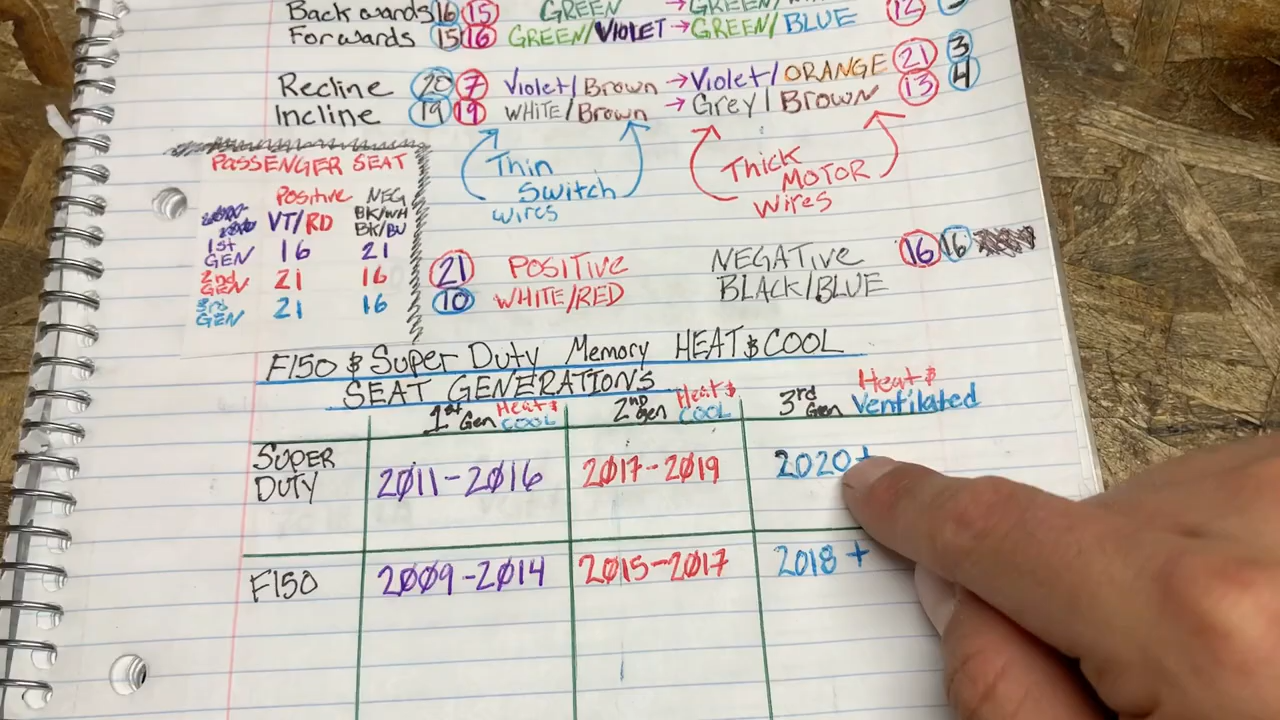 Backwards 16 15 GREEN → GREEN/ 12
Forwards 15 16 GREEN/VIOLET → GREEN/BLUE
Recline 20 7 Violet/Brown → Violet/ORANGE 21 3
Incline 19 19 WHITE/Brown → Grey/Brown 13 4
Thin Switch wires
Thick MOTOR Wires
PASSENGER SEAT
Positive NEG
VT/RD BK/WH BK/BU
1st GEN 16 21
2nd GEN 21 16
3rd GEN 21 16
21 POSITIVE NEGATIVE 16 16
10 WHITE/RED BLACK/BLUE
F150 & Super Duty Memory HEAT & COOL
SEAT GENERATIONS
1st Gen Heat & COOL 2nd Gen Heat & COOL 3rd Gen Heat & Ventilated
SUPER DUTY 2011-2016 2017-2019 2020+
F150 2009-2014 2015-2017 2018+